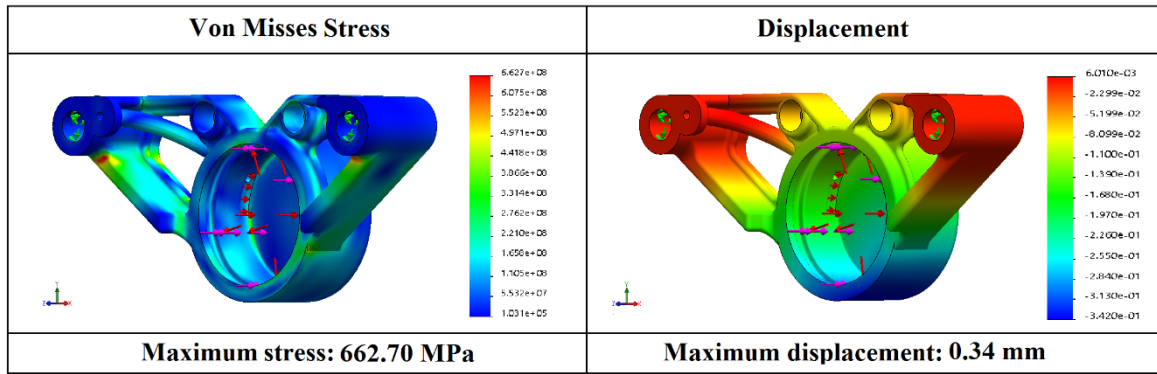 Von Misses Stress
Displacement
6.627e+08
6.075e+08
5.523e+08
4.971e+08
4.418e+08
3.866e+08
3.314e+08
2.762e+08
2.210e+08
1.658e+08
1.105e+08
5.532e+07
1.031e+05
Y
Z
X
6.010e-03
-2.299e-02
-5.199e-02
-8.099e-02
-1.100e-01
-1.390e-01
-1.680e-01
-1.970e-01
-2.260e-01
-2.550e-01
-2.840e-01
-3.130e-01
-3.420e-01
Y
Z
X
Maximum stress: 662.70 MPa
Maximum displacement: 0.34 mm